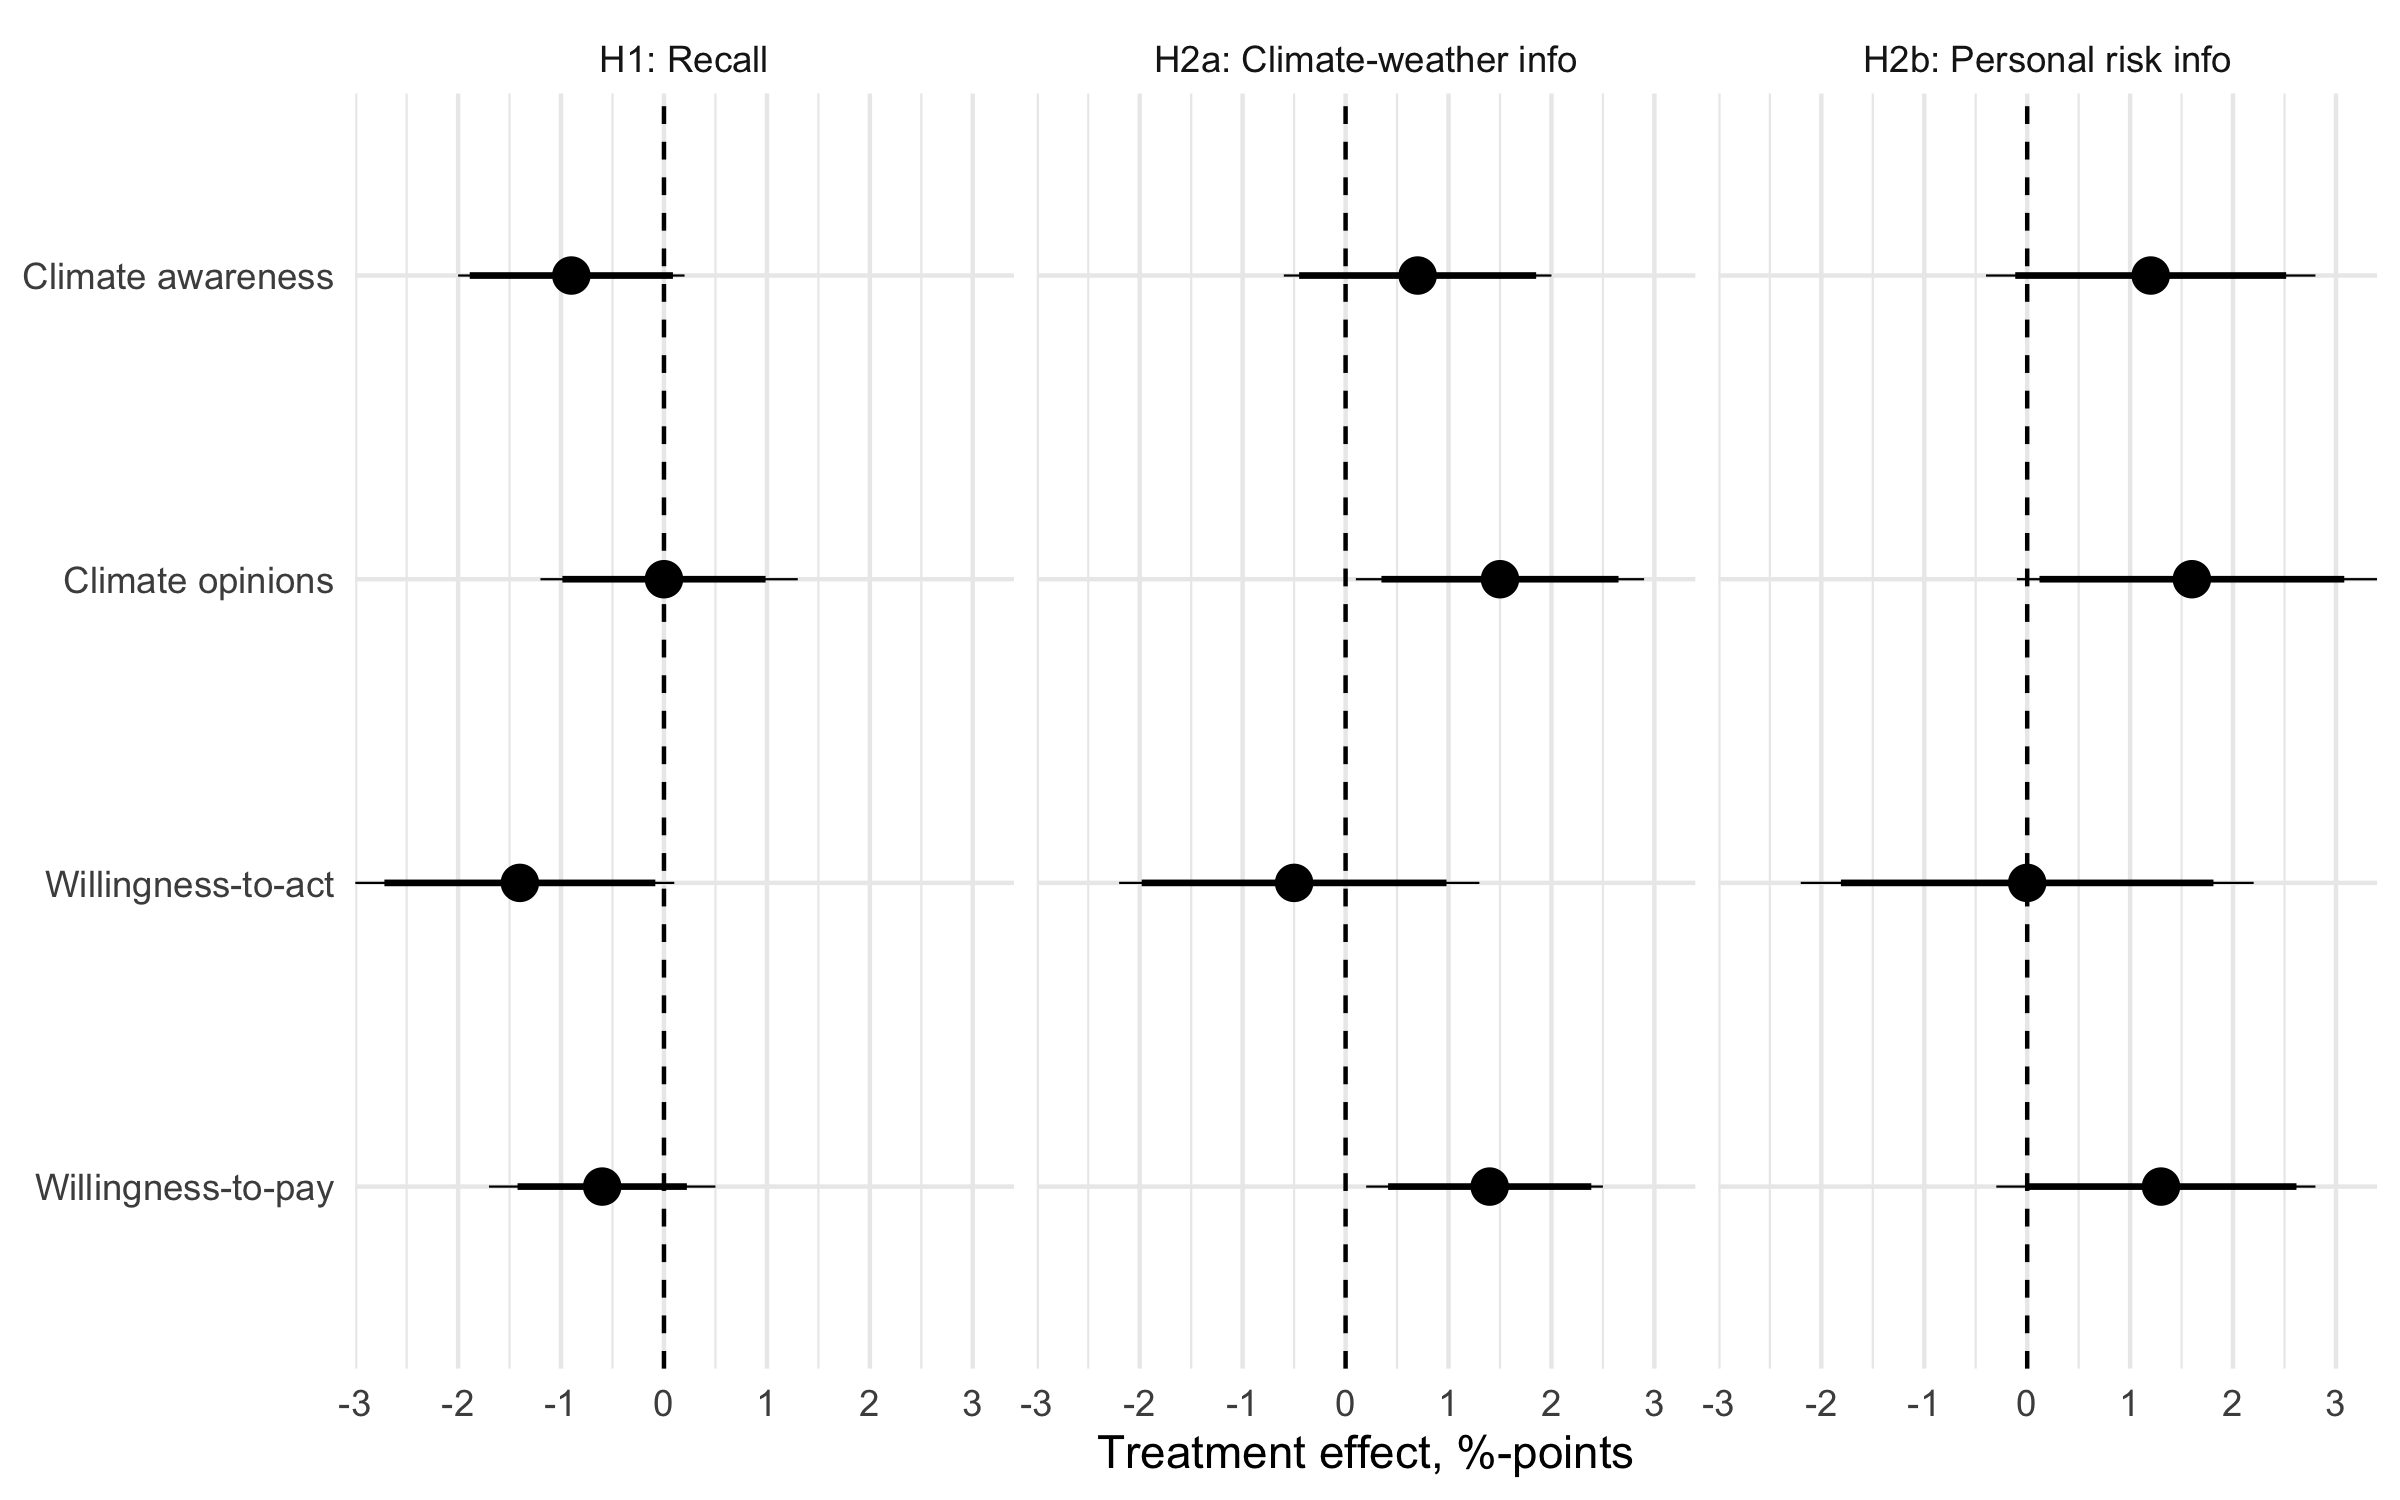 H1: Recall H2a: Climate-weather info H2b: Personal risk info
Climate awareness
Climate opinions
Willingness-to-act
Willingness-to-pay
-3 -2 -1 0 1 2 3 -3 -2 -1 0 1 2 3 -3 -2 -1 0 1 2 3
Treatment effect, %-points